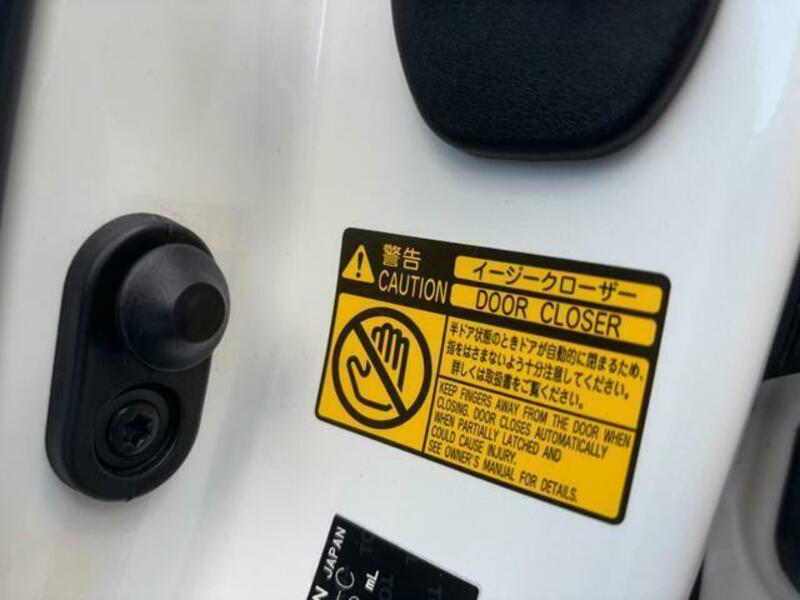 警告
CAUTION
イージークローザー
DOOR CLOSER
半ドア状態のときドアが自動的に閉まるため、
指をはさまないよう十分注意してください。
詳しくは取扱書をご覧ください。
KEEP FINGERS AWAY FROM THE DOOR WHEN
CLOSING. DOOR CLOSES AUTOMATICALLY
WHEN PARTIALLY LATCHED AND
COULD CAUSE INJURY.
SEE OWNER'S MANUAL FOR DETAILS.
JAPAN
mL